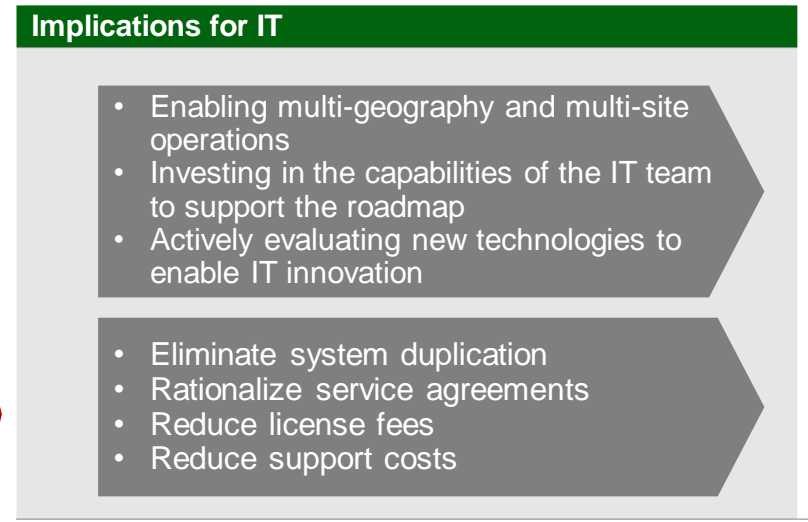 Implications for IT
• Enabling multi-geography and multi-site
operations
• Investing in the capabilities of the IT team
to support the roadmap
• Actively evaluating new technologies to
enable IT innovation
• Eliminate system duplication
• Rationalize service agreements
• Reduce license fees
• Reduce support costs